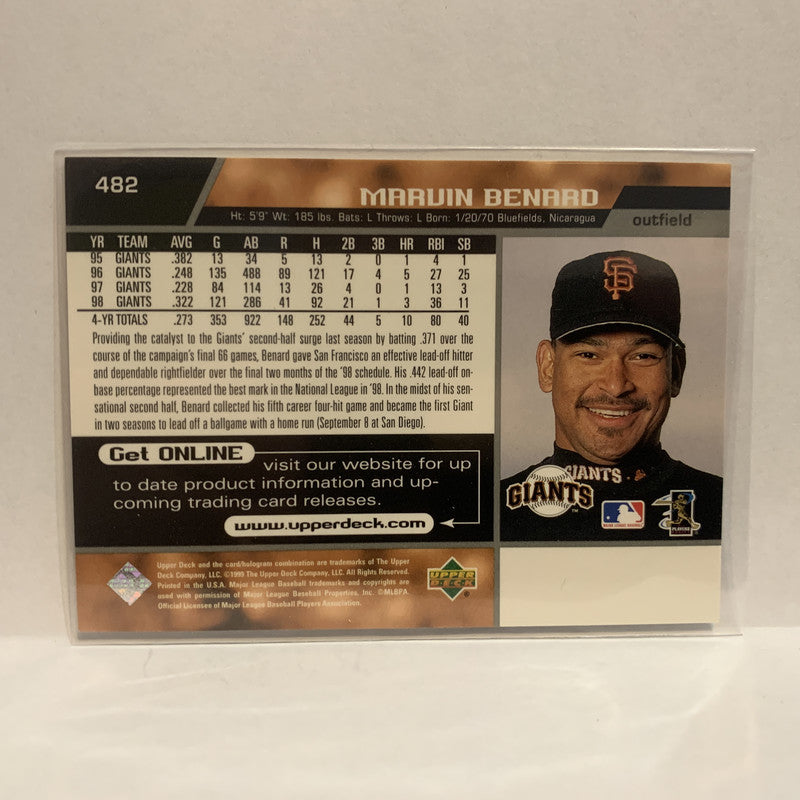 482
MARVIN BENARD
Ht: 5'9" Wt: 185 lbs. Bats: L Throws: L Born: 1/20/70 Bluefields, Nicaragua
outfield
YR TEAM AVG G AB R H 2B 3B HR RBI SB
95 GIANTS .382 13 34 5 13 2 0 1 4 1
96 GIANTS .248 135 488 89 121 17 4 5 27 25
97 GIANTS .228 84 114 13 26 4 0 1 13 3
98 GIANTS .322 121 286 41 92 21 1 3 36 11
4-YR TOTALS .273 353 922 148 252 44 5 10 80 40
Providing the catalyst to the Giants' second-half surge last season by batting .371 over the
course of the campaign's final 66 games, Benard gave San Francisco an effective lead-off hitter
and dependable rightfielder over the final two months of the '98 schedule. His .442 lead-off on-
base percentage represented the best mark in the National League in '98. In the midst of his sen-
sational second half, Benard collected his fifth career four-hit game and became the first Giant
in two seasons to lead off a ballgame with a home run (September 8 at San Diego).
Get ONLINE
visit our website for up
to date product information and up-
coming trading card releases.
www.upperdeck.com
SF
GIANTS
GIANTS
PLAYERS
Upper Deck and the card/hologram combination are trademarks of The Upper
Deck Company, LLC. ©1999 The Upper Deck Company, LLC. All Rights Reserved.
Printed in the U.S.A. Major League Baseball trademarks and copyrights are
used with permission of Major League Baseball Properties, Inc. ©MLBPA.
Official Licensee of Major League Baseball Players Association.
UPPER
DECK